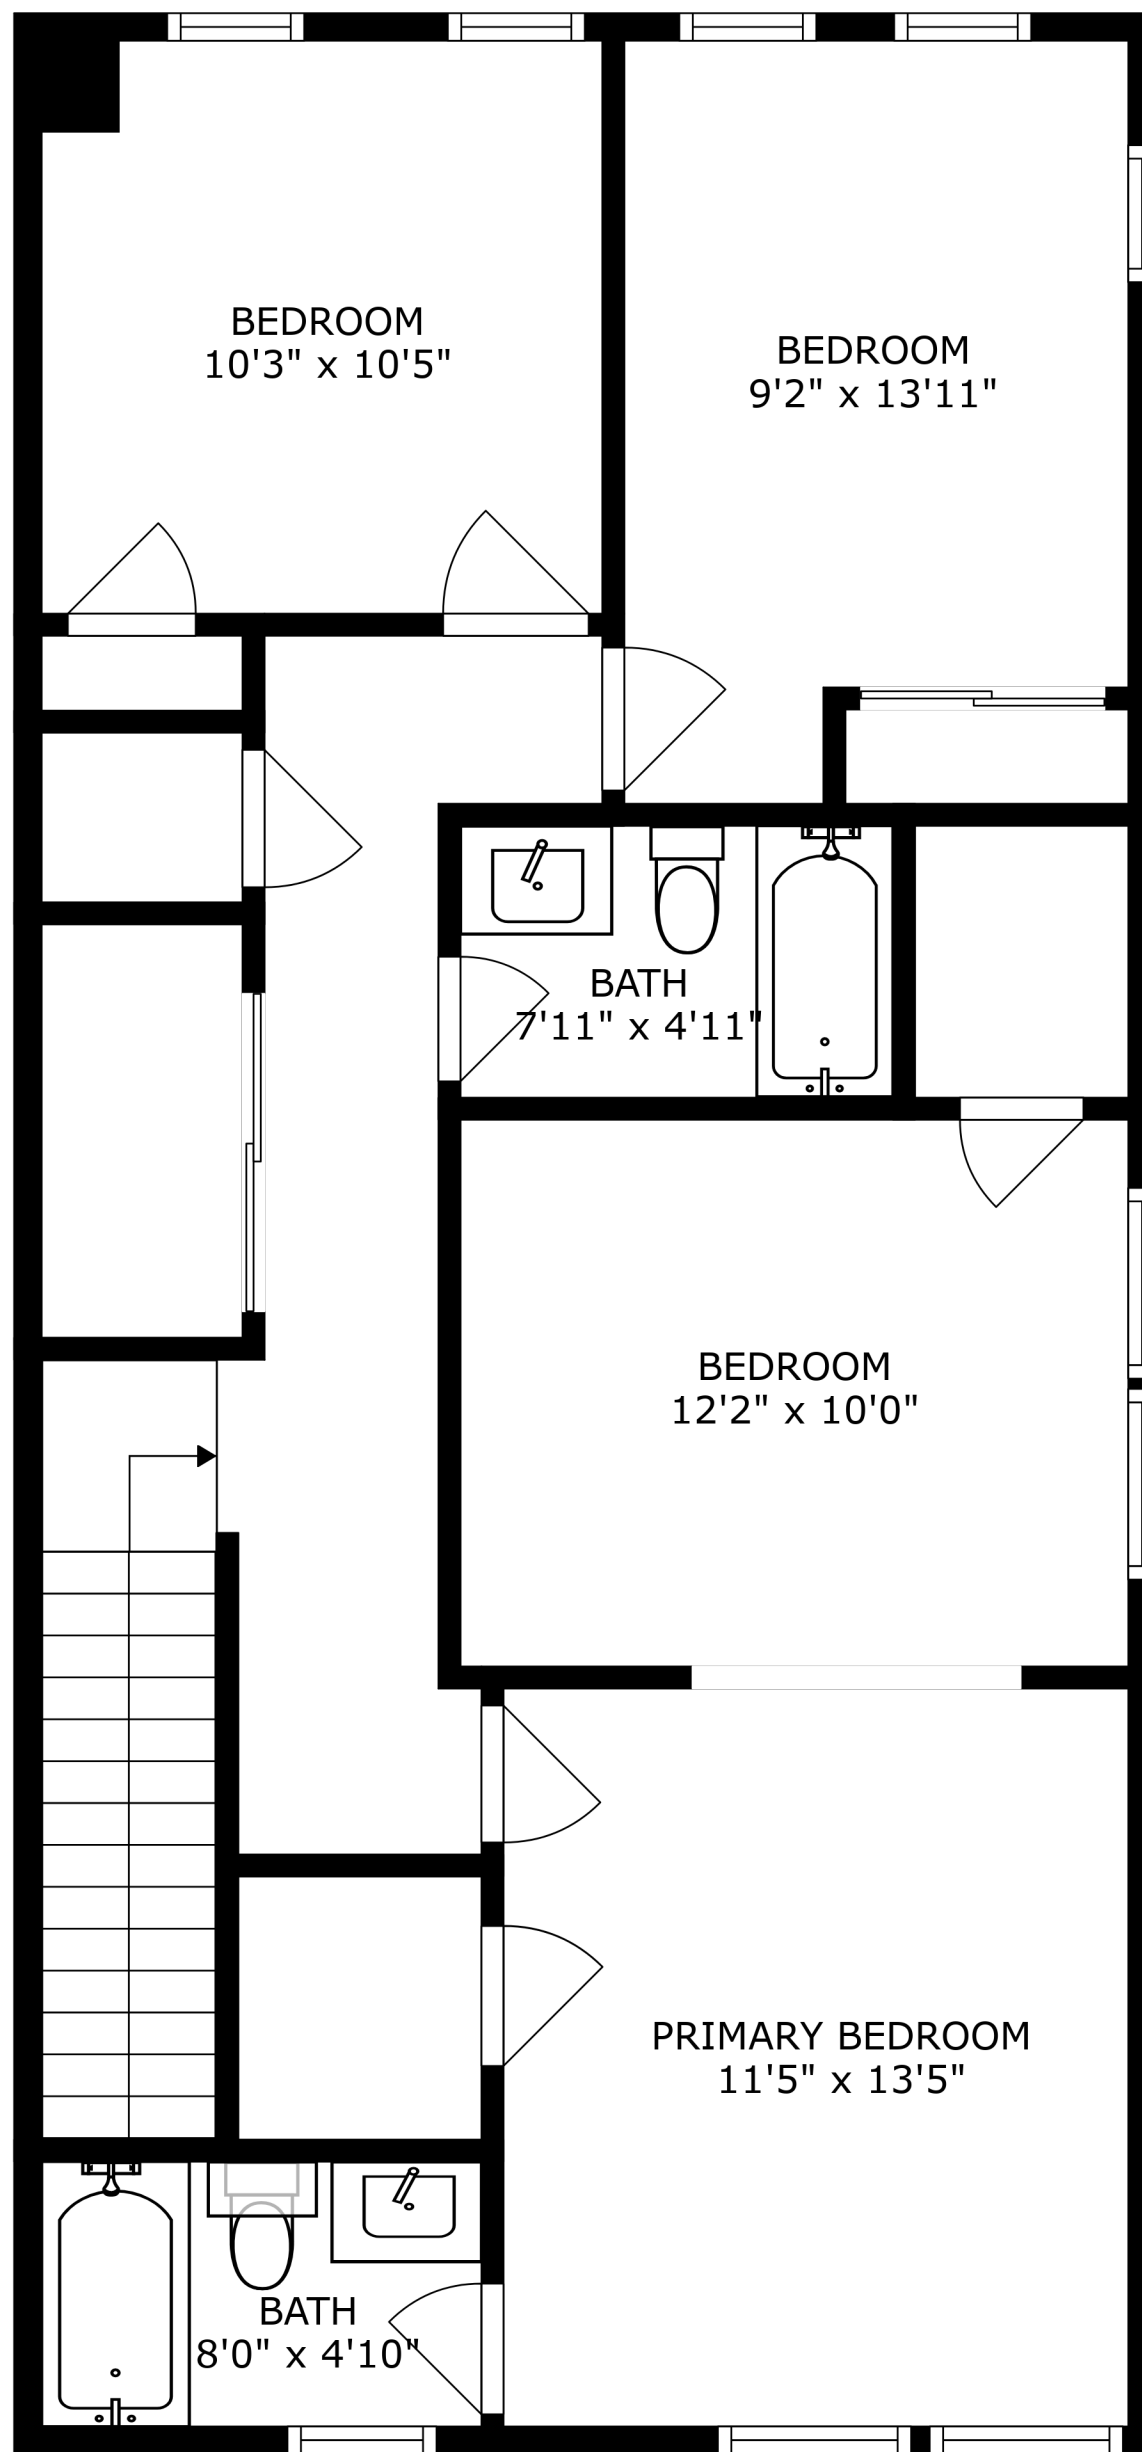 BEDROOM
10'3" x 10'5"
BEDROOM
9'2" x 13'11"
BATH
7'11" x 4'11"
BEDROOM
12'2" x 10'0"
PRIMARY BEDROOM
11'5" x 13'5"
BATH
8'0" x 4'10"